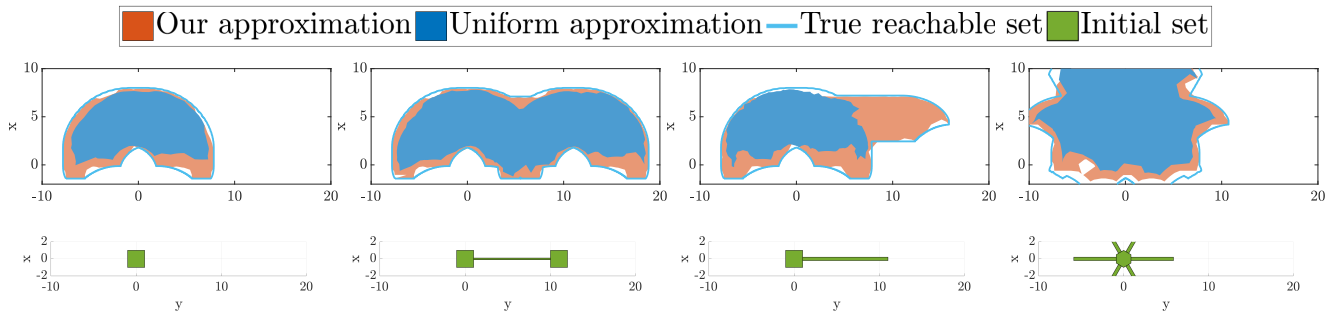 Our approximation Uniform approximation True reachable set Initial set
10 10 10 10
x 5 x 5 x 5 x 5
0 0 0 0
-10 0 10 20 -10 0 10 20 -10 0 10 20 -10 0 10 20
2 2 2 2
x 0 x 0 x 0 x 0
-2 -2 -2 -2
-10 0 10 20 -10 0 10 20 -10 0 10 20 -10 0 10 20
y y y y